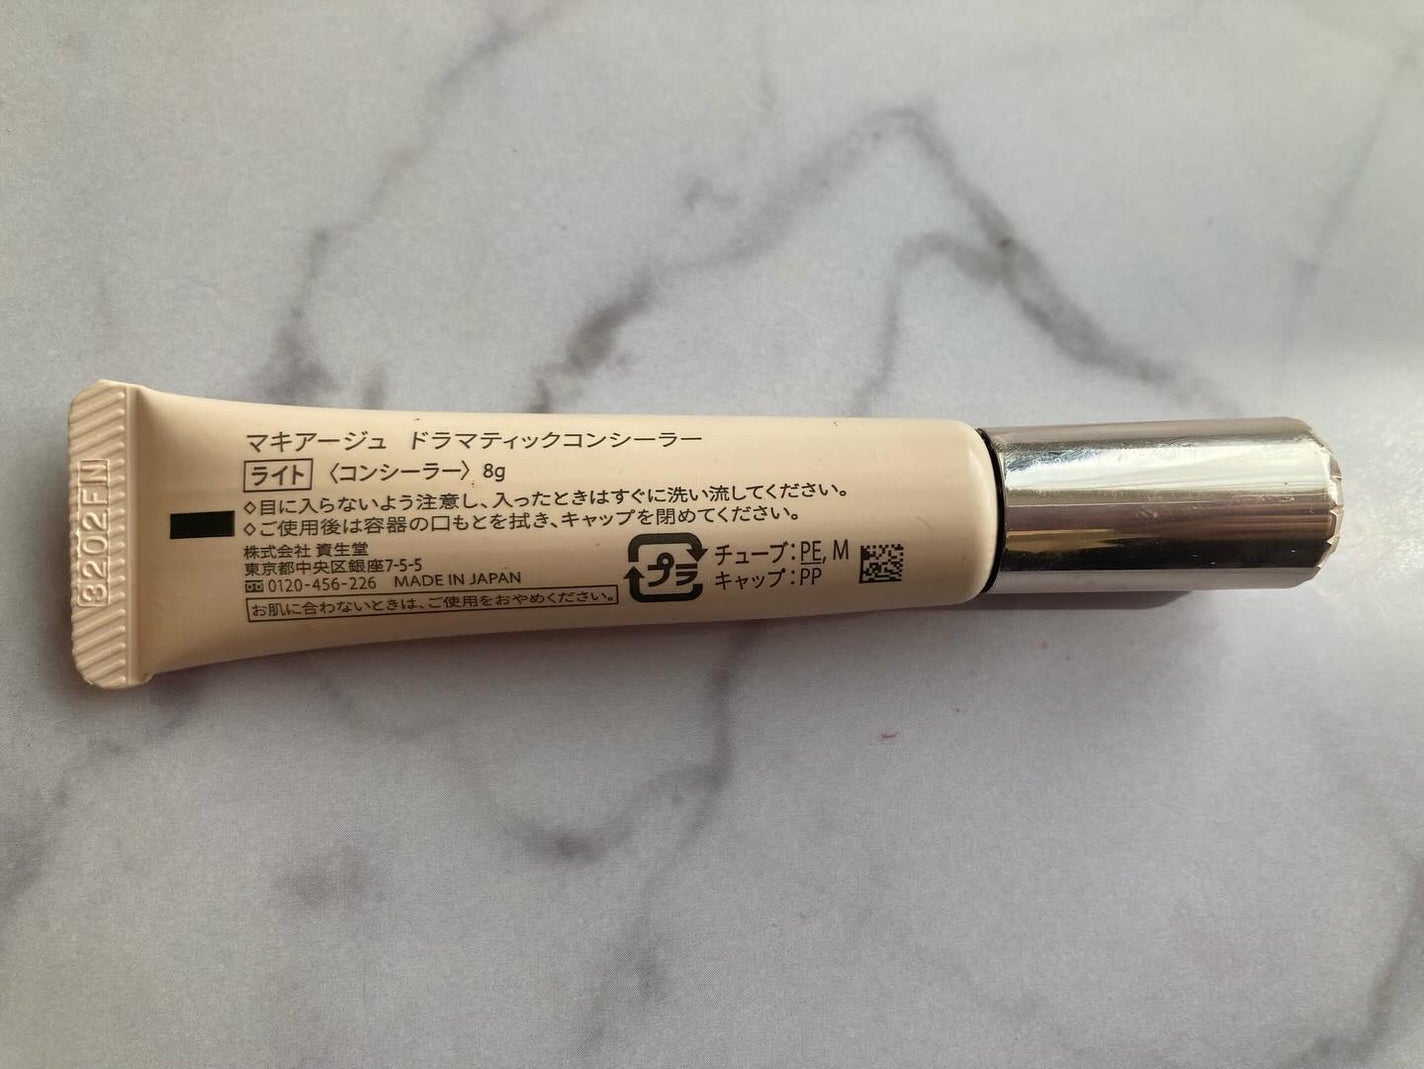 マキアージュ ドラマティックコンシーラー
ライト 〈コンシーラー〉 8g
◇目に入らないよう注意し、入ったときはすぐに洗い流してください。
◇ご使用後は容器の口もとを拭き、キャップを閉めてください。
株式会社 資生堂
東京都中央区銀座7-5-5
0120-456-226 MADE IN JAPAN
お肌に合わないときは、ご使用をおやめください。
プラ
チューブ：PE, M
キャップ：PP
3202FN